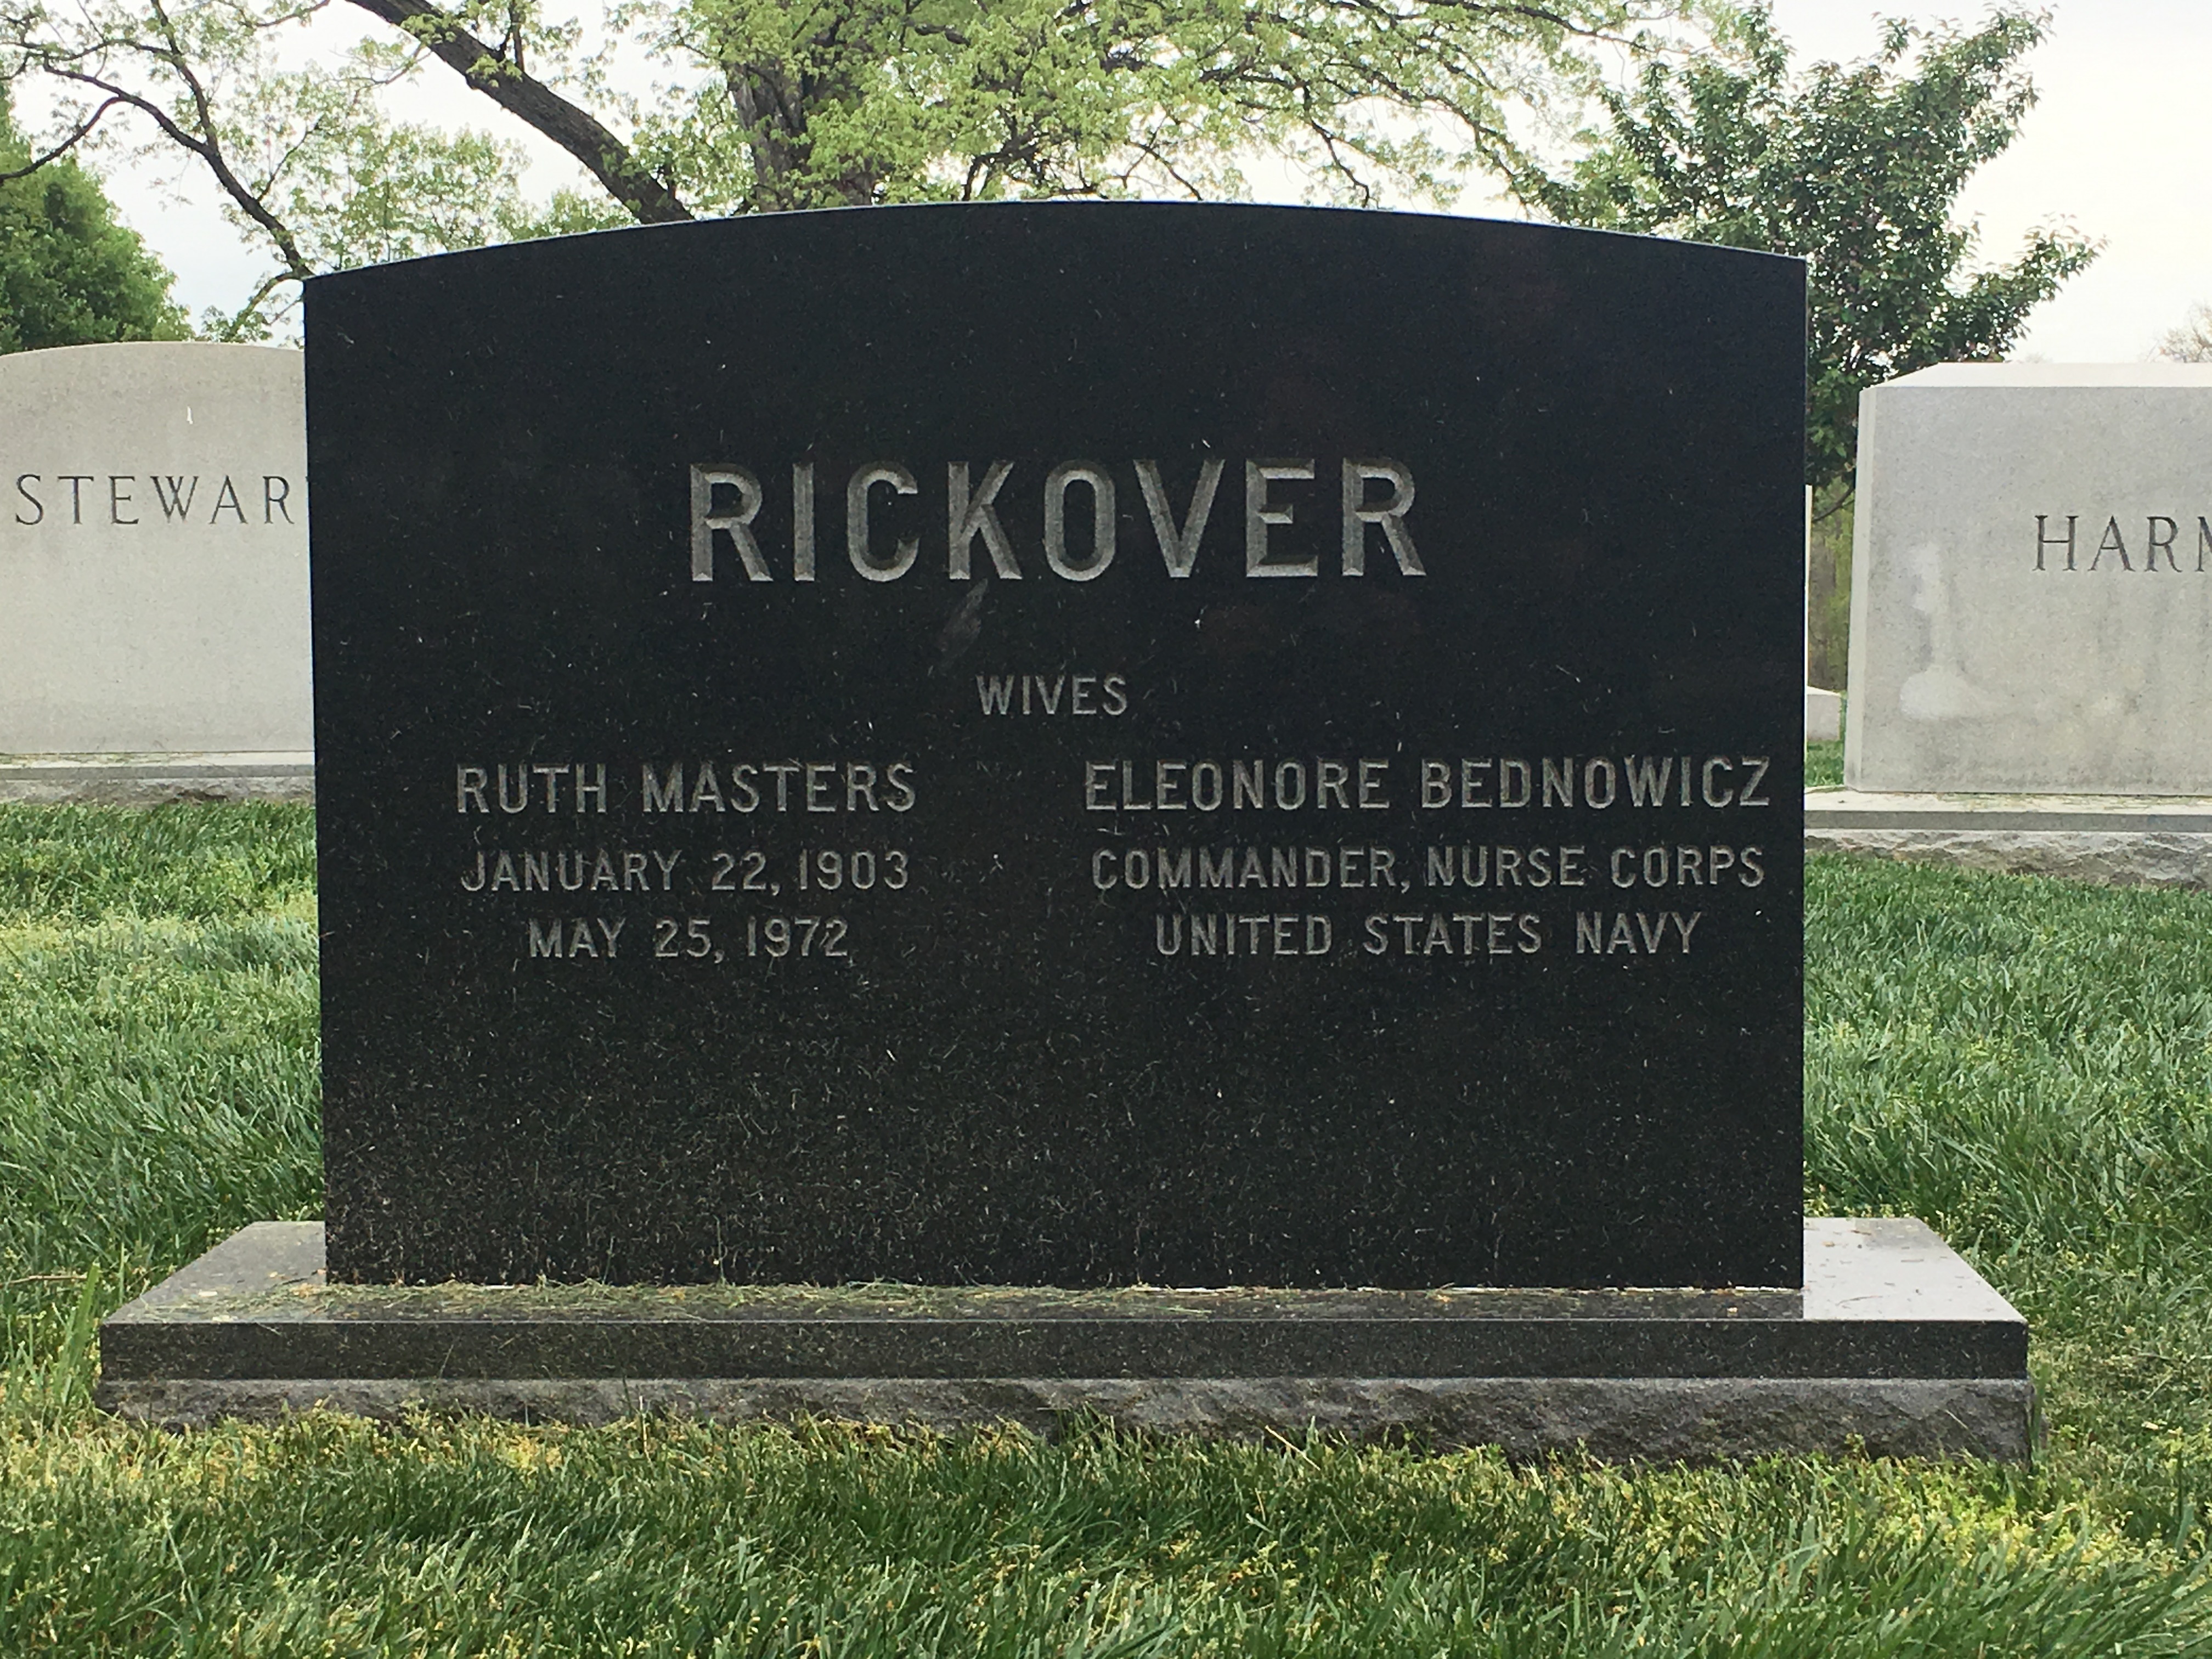 STEWAR
RICKOVER
HAR
WIVES
RUTH MASTERS
JANUARY 22, 1903
MAY 25, 1972
ELEONORE BEDNOWICZ
COMMANDER, NURSE CORPS
UNITED STATES NAVY